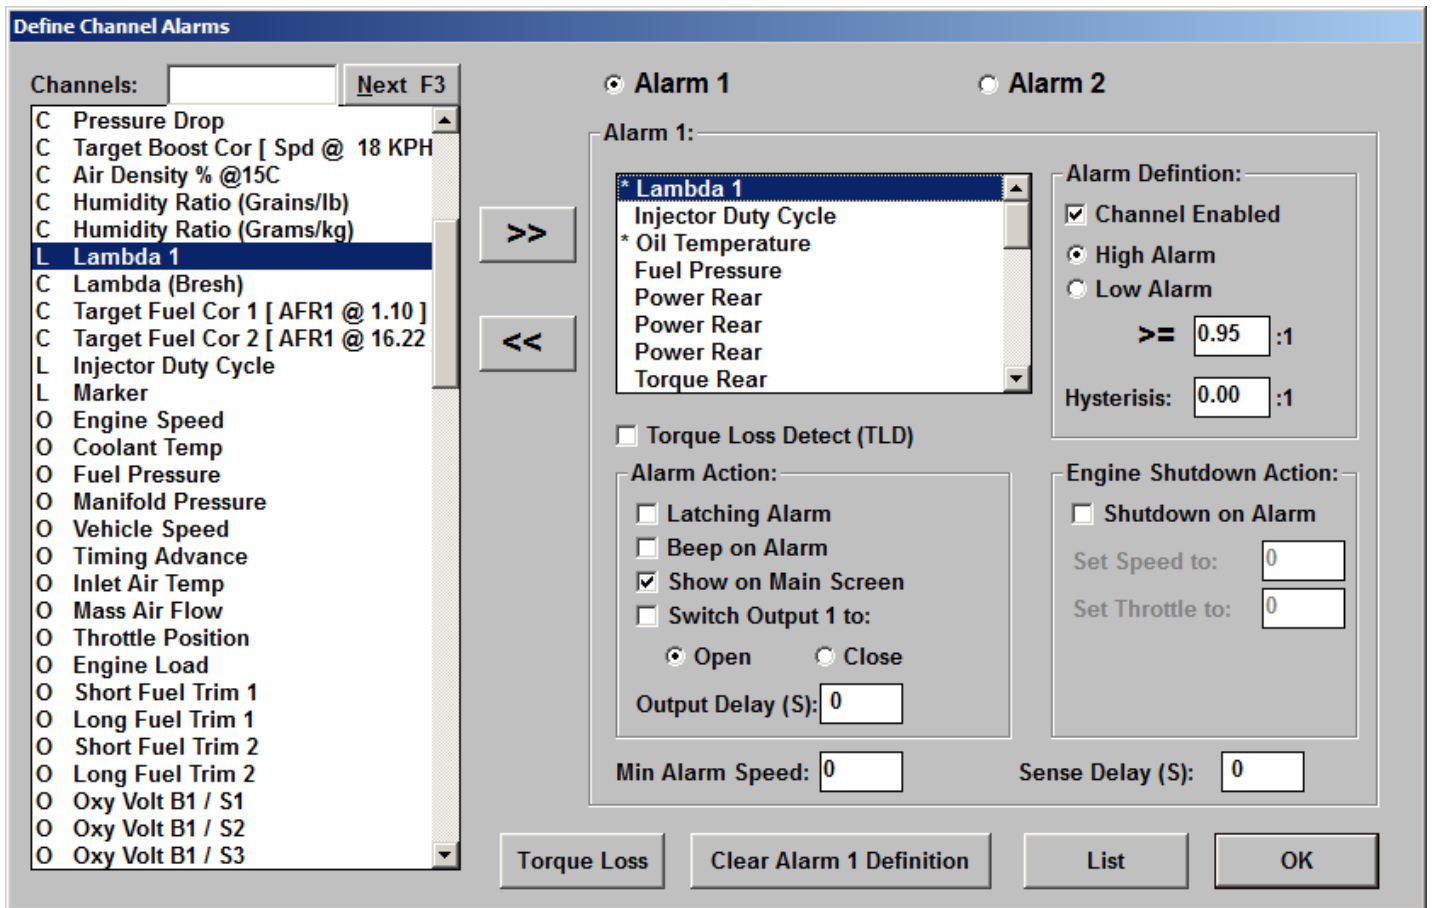 Define Channel Alarms
Channels:
Next F3
C Pressure Drop
C Target Boost Cor [ Spd @ 18 KPH
C Air Density % @15C
C Humidity Ratio (Grains/lb)
C Humidity Ratio (Grams/kg)
L Lambda 1
C Lambda (Bresh)
C Target Fuel Cor 1 [ AFR1 @ 1.10 ]
C Target Fuel Cor 2 [ AFR1 @ 16.22
L Injector Duty Cycle
L Marker
O Engine Speed
O Coolant Temp
O Fuel Pressure
O Manifold Pressure
O Vehicle Speed
O Timing Advance
O Inlet Air Temp
O Mass Air Flow
O Throttle Position
O Engine Load
O Short Fuel Trim 1
O Long Fuel Trim 1
O Short Fuel Trim 2
O Long Fuel Trim 2
O Oxy Volt B1 / S1
O Oxy Volt B1 / S2
O Oxy Volt B1 / S3
>>
<<
Alarm 1
Alarm 2
Alarm 1:
* Lambda 1
Injector Duty Cycle
* Oil Temperature
Fuel Pressure
Power Rear
Power Rear
Power Rear
Torque Rear
Alarm Defintion:
Channel Enabled
High Alarm
Low Alarm
>= 0.95 :1
Hysterisis: 0.00 :1
Torque Loss Detect (TLD)
Alarm Action:
Latching Alarm
Beep on Alarm
Show on Main Screen
Switch Output 1 to:
Open Close
Output Delay (S): 0
Engine Shutdown Action:
Shutdown on Alarm
Set Speed to: 0
Set Throttle to: 0
Min Alarm Speed: 0
Sense Delay (S): 0
Torque Loss
Clear Alarm 1 Definition
List
OK